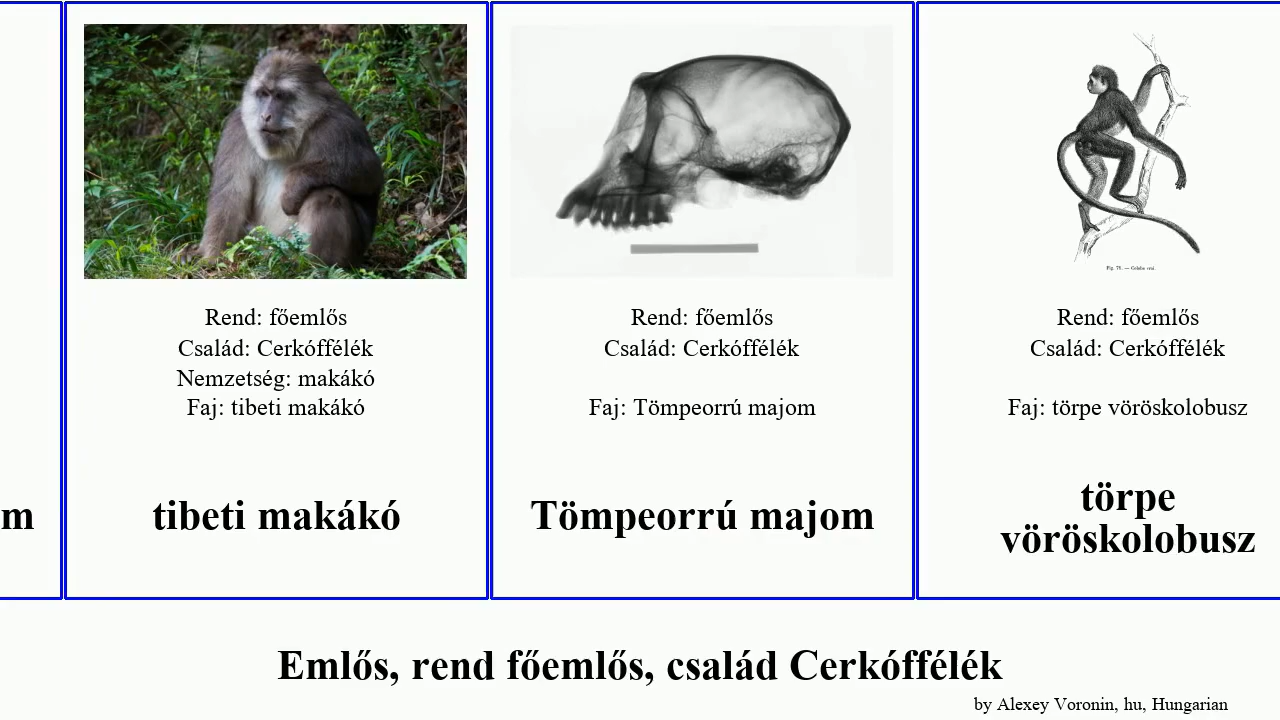 Rend: főemlős
Család: Cerkóffélék
Nemzetség: makákó
Faj: tibeti makákó
tibeti makákó
Rend: főemlős
Család: Cerkóffélék
Faj: Tömpeorrú majom
Tömpeorrú majom
Rend: főemlős
Család: Cerkóffélék
Faj: törpe vöröskolobusz
törpe
vöröskolobusz
Emlős, rend főemlős, család Cerkóffélék
by Alexey Voronin, hu, Hungarian